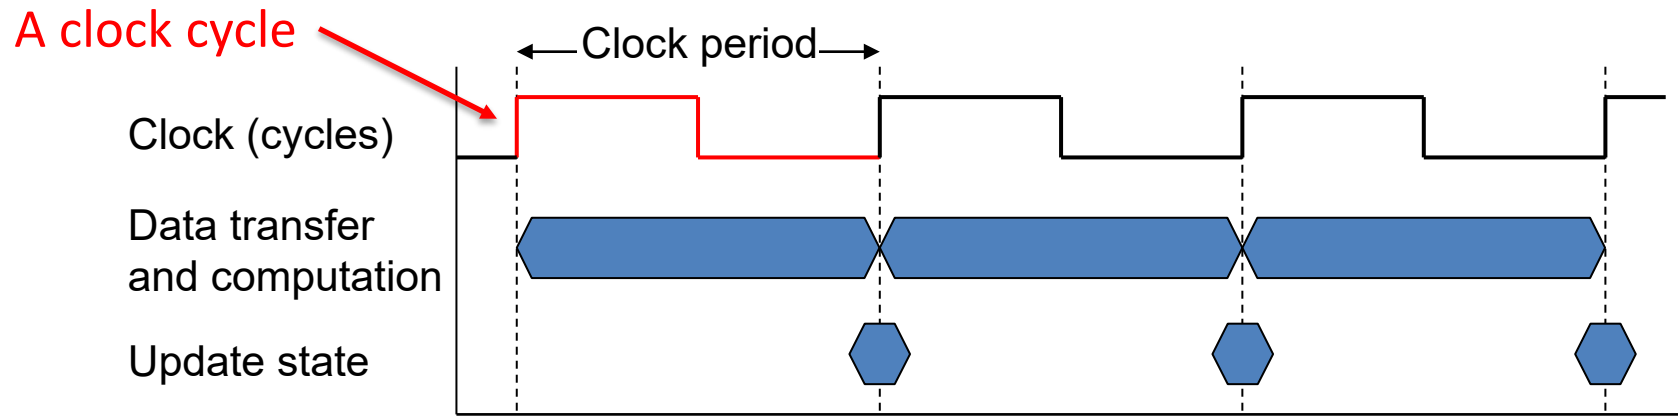 A clock cycle
Clock period
Clock (cycles)
Data transfer
and computation
Update state